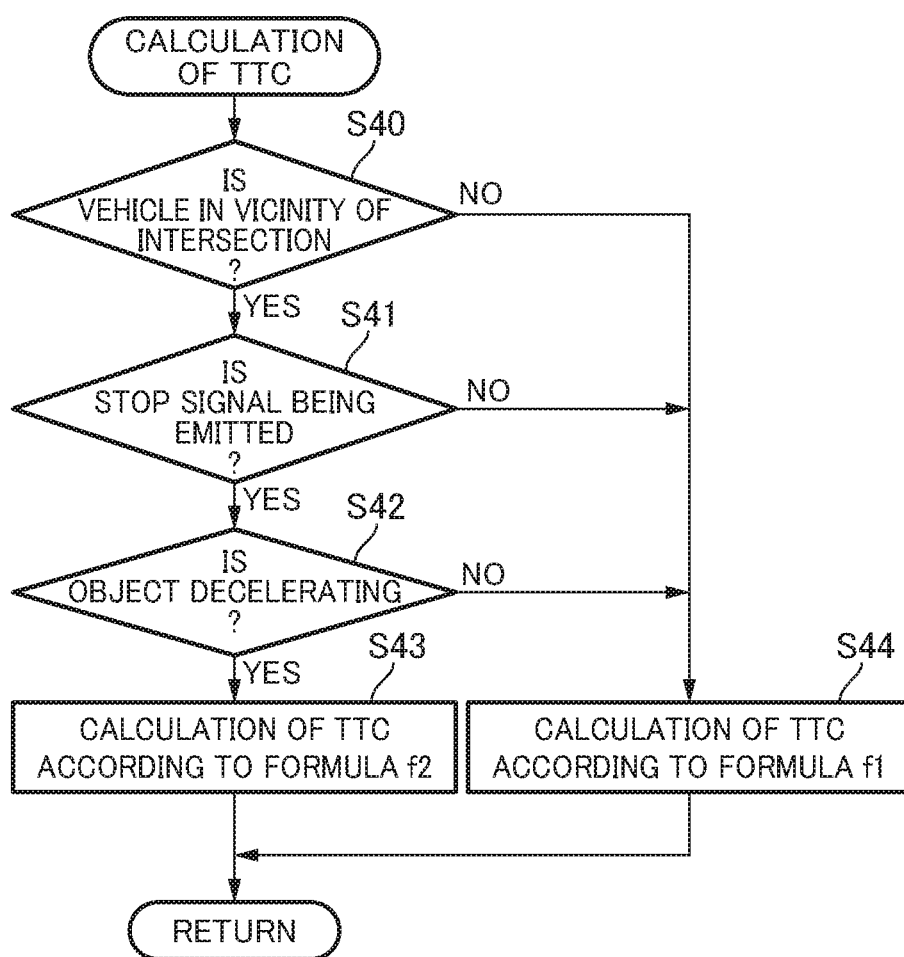 CALCULATION
OF TTC
S40
IS
VEHICLE IN VICINITY OF
INTERSECTION
?
NO
YES
S41
IS
STOP SIGNAL BEING
EMITTED
?
NO
YES
S42
IS
OBJECT DECELERATING
?
NO
YES
S43
CALCULATION OF TTC
ACCORDING TO FORMULA f2
S44
CALCULATION OF TTC
ACCORDING TO FORMULA f1
RETURN